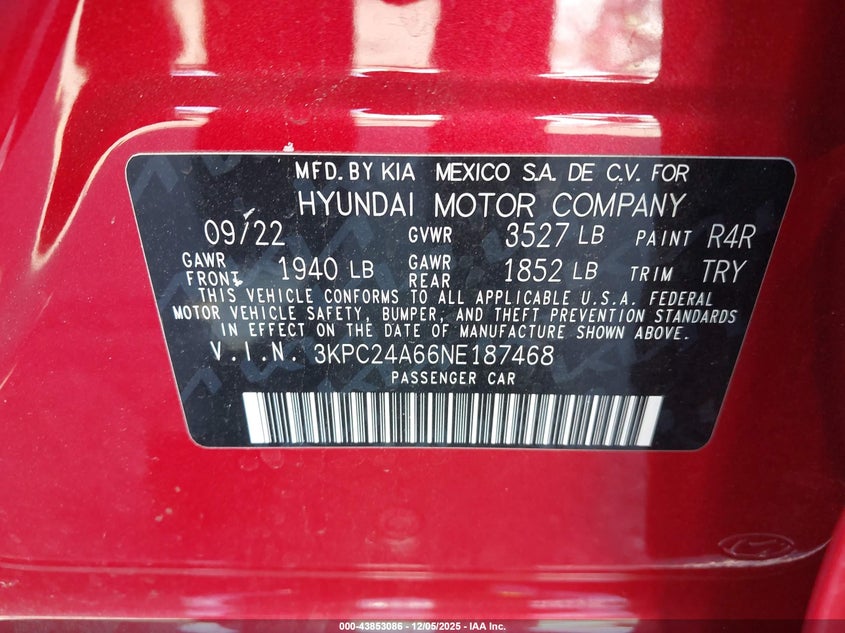 MFD. BY KIA MEXICO S.A. DE C.V. FOR
HYUNDAI MOTOR COMPANY
09/22 GVWR 3527 LB PAINT R4R
GAWR FRONT 1940 LB GAWR REAR 1852 LB TRIM TRY
THIS VEHICLE CONFORMS TO ALL APPLICABLE U.S.A. FEDERAL
MOTOR VEHICLE SAFETY, BUMPER, AND THEFT PREVENTION STANDARDS
IN EFFECT ON THE DATE OF MANUFACTURE SHOWN ABOVE.
V.I.N. 3KPC24A66NE187468
PASSENGER CAR
000-43853086 - 12/05/2025 - IAA Inc.